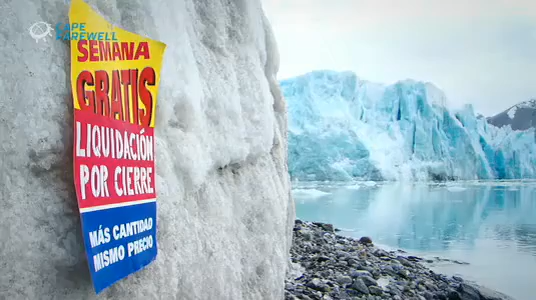 CAPE
FAREWELL
SEMANA
GRATIS
LIQUIDACIÓN
POR CIERRE
MÁS CANTIDAD
MISMO PRECIO